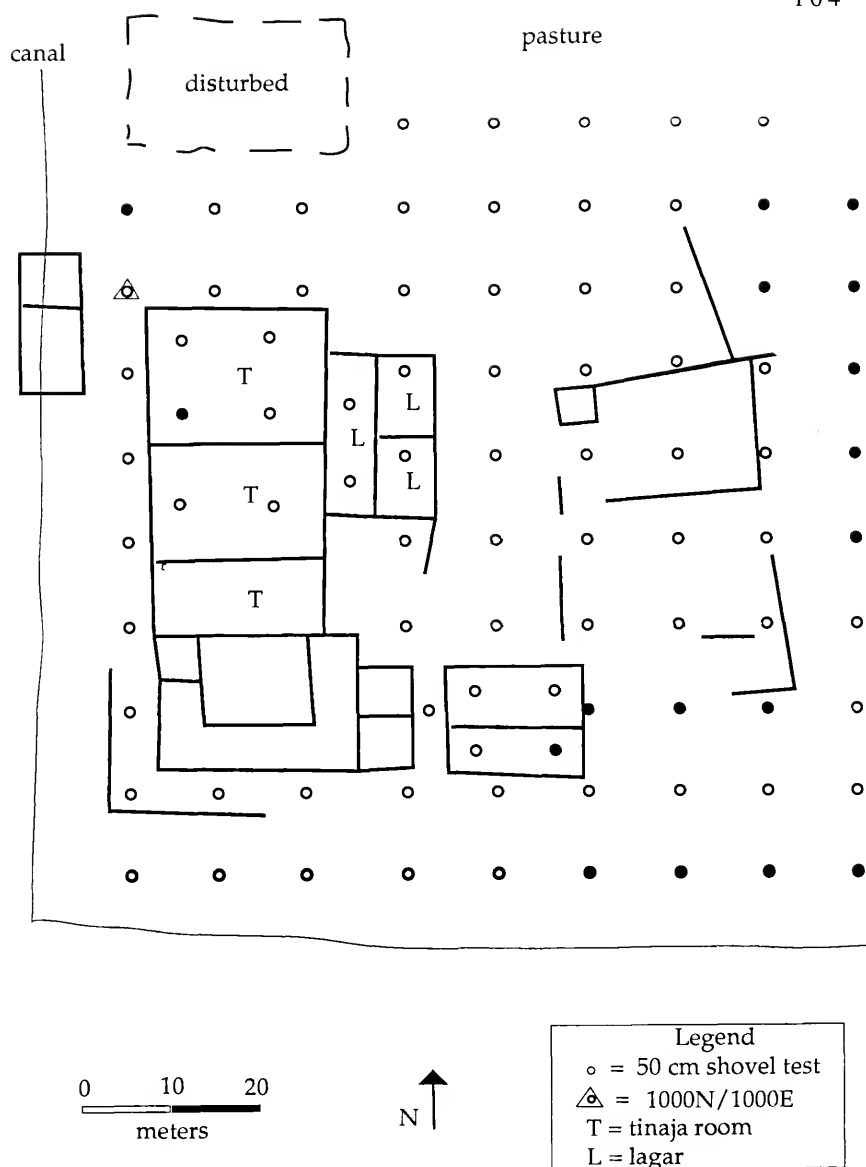 canal
pasture
disturbed
T
L
L
T
L
T
0 10 20
meters
N
Legend
o = 50 cm shovel test
= 1000N/1000E
T = tinaja room
L = lagar